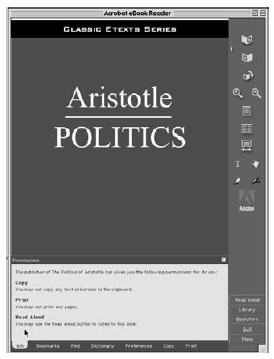 Acrobat eBook Reader
CLASSIC ETEXTS SERIES
Aristotle
POLITICS
T
Adobe
Permissions
The publisher of The Politics of Aristotle has given you the following permissions for its use:
Copy
You may not copy any text selections to the clipboard.
Print
You may not print any pages.
Read Aloud
You may use the Read Aloud button to listen to this book.
Read Aloud
Library
Bookstore
Quit
Menu
Info Bookmarks Find Dictionary Preferences Copy Print